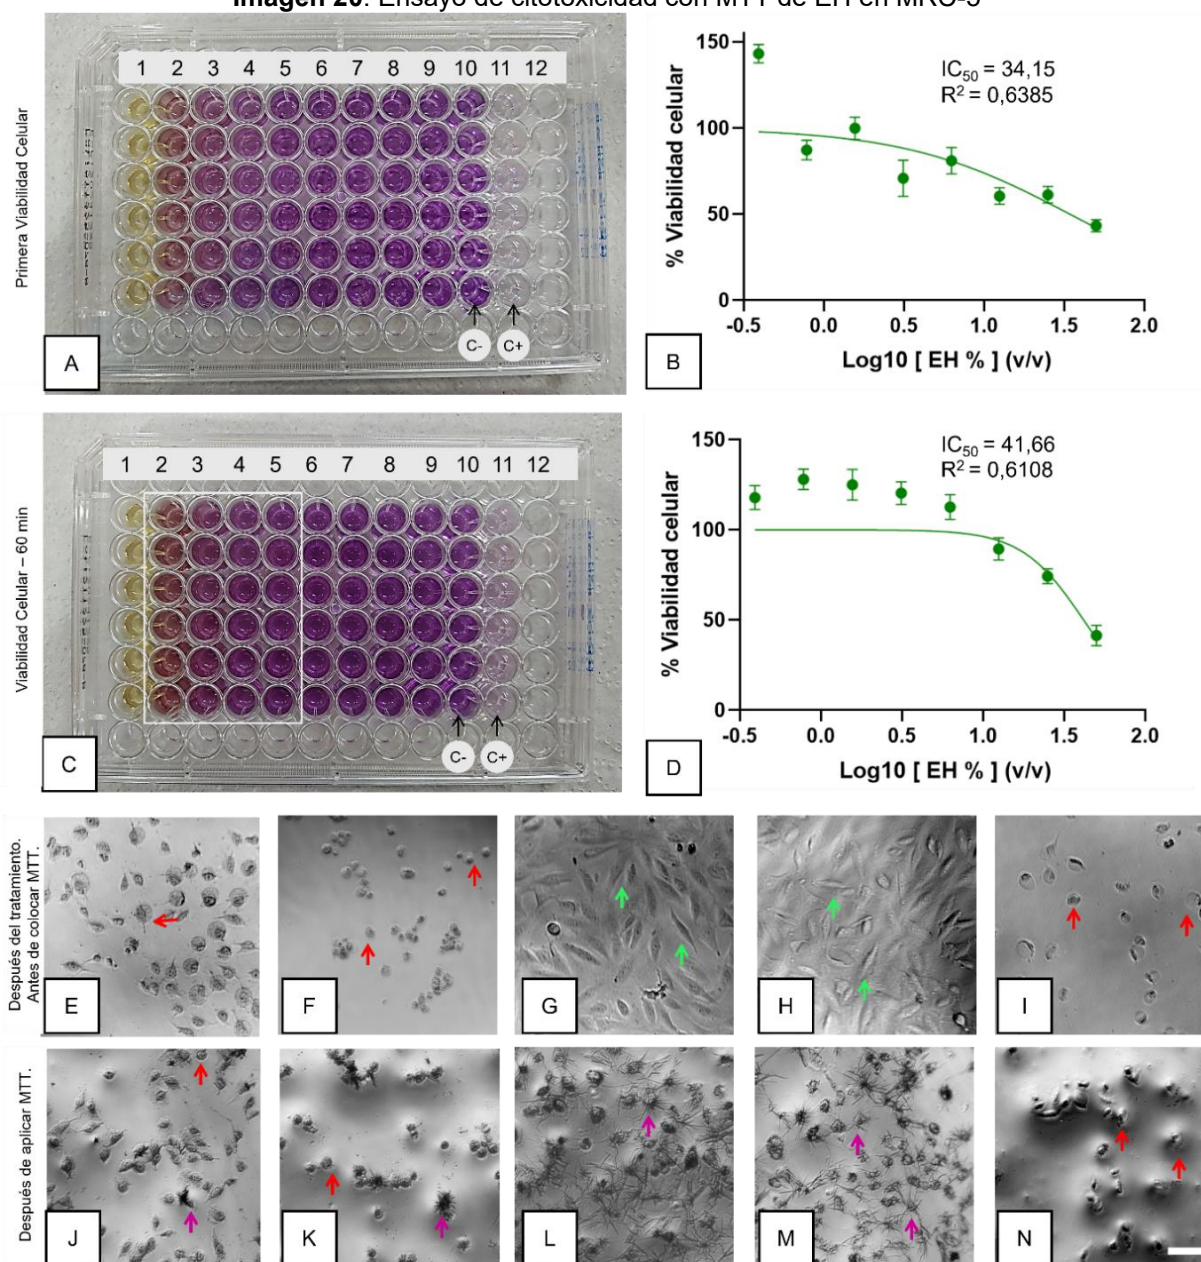 Imagen 20: Ensayo de citotoxicidad con MTT de EH en MRC-5
Primera Viabilidad Celular
1 2 3 4 5 6 7 8 9 10 11 12
C- C+
A
150
100
50
0
-0.5 0.0 0.5 1.0 1.5 2.0
% Viabilidad celular
Log10 [ EH % ] (v/v)
IC50 = 34,15
R2 = 0,6385
B
Viabilidad Celular – 60 min
1 2 3 4 5 6 7 8 9 10 11 12
C- C+
C
150
100
50
0
-0.5 0.0 0.5 1.0 1.5 2.0
% Viabilidad celular
Log10 [ EH % ] (v/v)
IC50 = 41,66
R2 = 0,6108
D
Después del tratamiento.
Antes de colocar MTT.
E F G H I
Después de aplicar MTT.
J K L M N